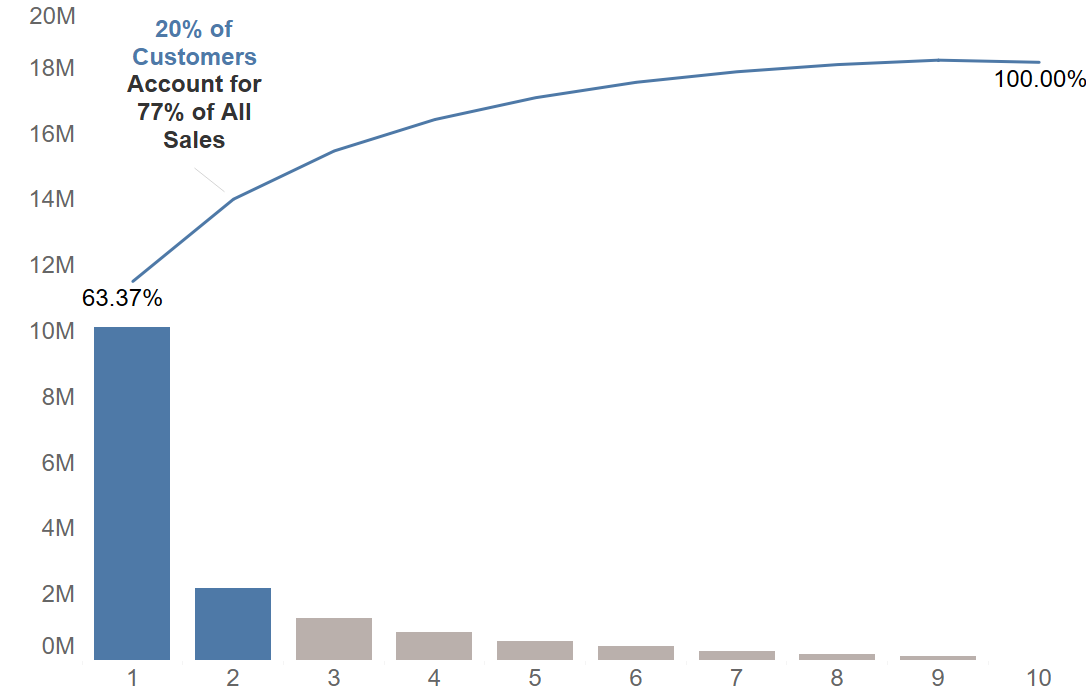 20M
20% of
Customers
Account for
77% of All
Sales
18M
100.00%
16M
14M
12M
63.37%
10M
8M
6M
4M
2M
0M
1 2 3 4 5 6 7 8 9 10